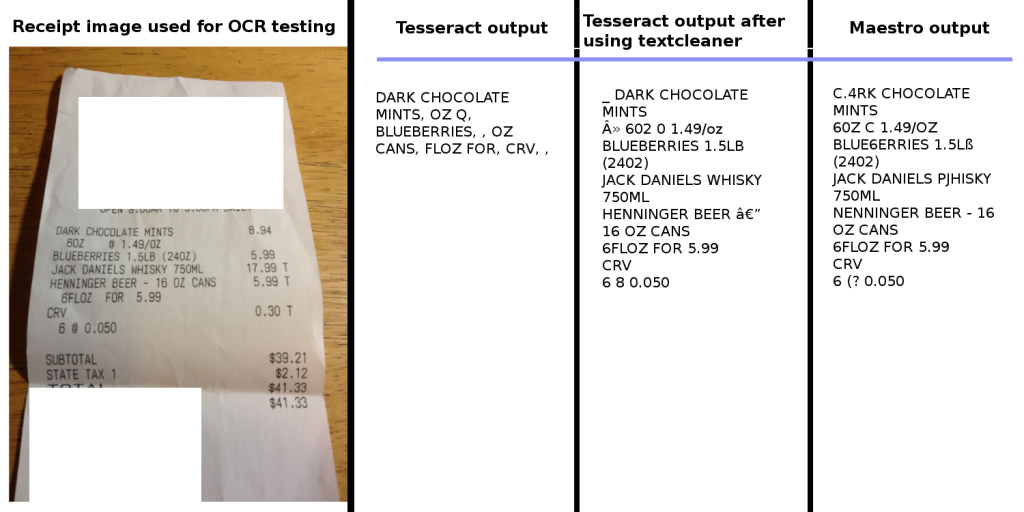 Receipt image used for OCR testing
OPEN 8:00AM TO
DARK CHOCOLATE MINTS 8.94
6OZ @ 1.49/OZ
BLUEBERRIES 1.5LB (24OZ) 5.99
JACK DANIELS WHISKY 750ML 17.99 T
HENNINGER BEER - 16 OZ CANS 5.99 T
6FLOZ FOR 5.99
CRV 0.30 T
6 @ 0.050
SUBTOTAL $39.21
STATE TAX 1 $2.12
TOTAL $41.33
$41.33
Tesseract output
DARK CHOCOLATE
MINTS, OZ Q,
BLUEBERRIES, , OZ
CANS, FLOZ FOR, CRV, ,
Tesseract output after
using textcleaner
_ DARK CHOCOLATE
MINTS
Â» 602 0 1.49/oz
BLUEBERRIES 1.5LB
(2402)
JACK DANIELS WHISKY
750ML
HENNINGER BEER â€”
16 OZ CANS
6FLOZ FOR 5.99
CRV
6 8 0.050
Maestro output
C.4RK CHOCOLATE
MINTS
60Z C 1.49/OZ
BLUE6ERRIES 1.5Lß
(2402)
JACK DANIELS PJHISKY
750ML
NENNINGER BEER - 16
OZ CANS
6FLOZ FOR 5.99
CRV
6 (? 0.050